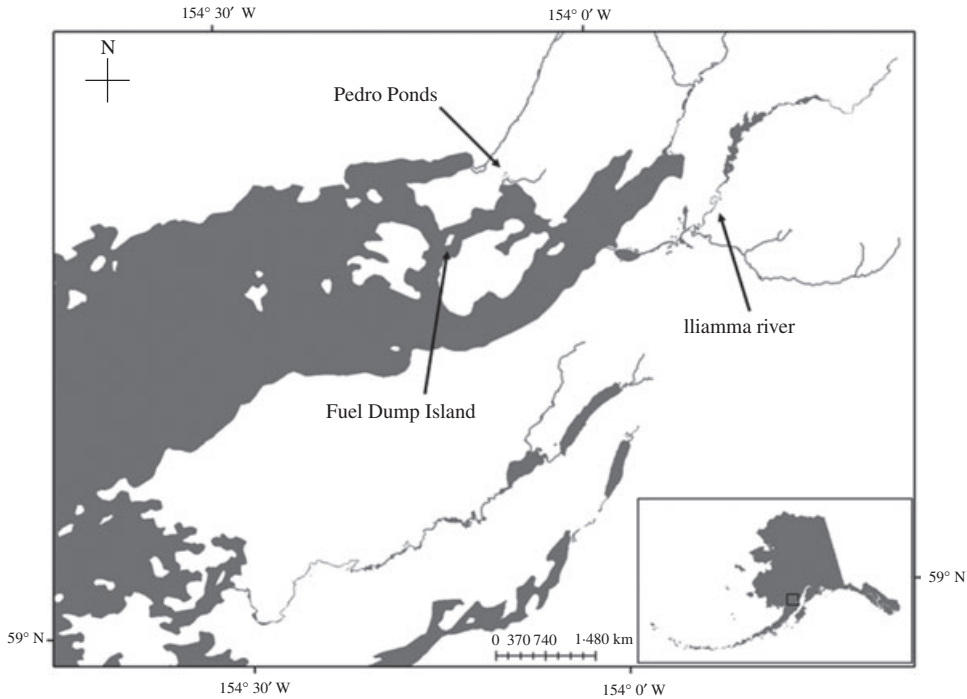 154° 30′ W
154° 0′ W
N
Pedro Ponds
lliamma river
Fuel Dump Island
59° N
59° N
0 370 740 1·480 km
154° 30′ W
154° 0′ W